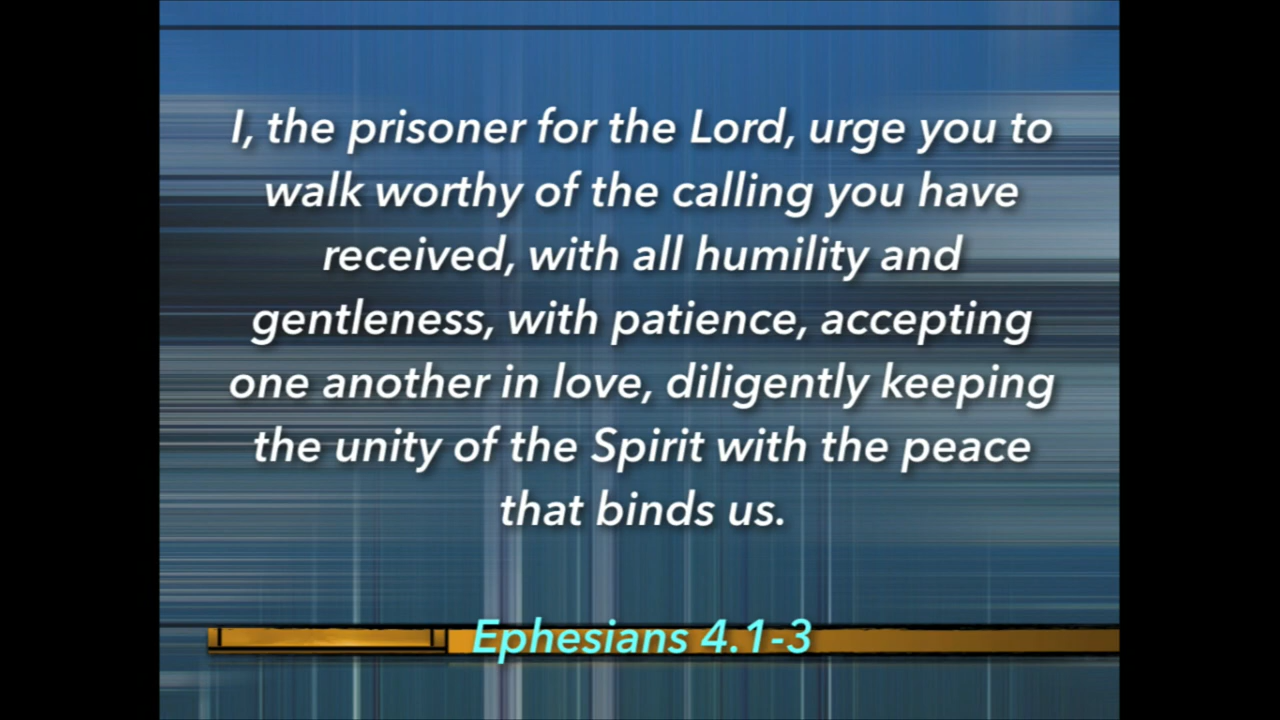 I, the prisoner for the Lord, urge you to
walk worthy of the calling you have
received, with all humility and
gentleness, with patience, accepting
one another in love, diligently keeping
the unity of the Spirit with the peace
that binds us.
Ephesians 4.1-3